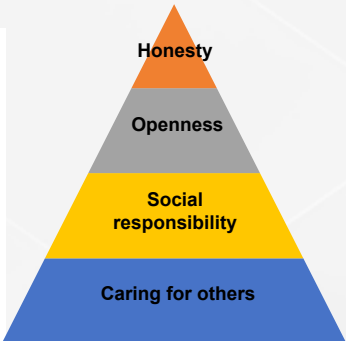 Honesty
Openness
Social
responsibility
Caring for others